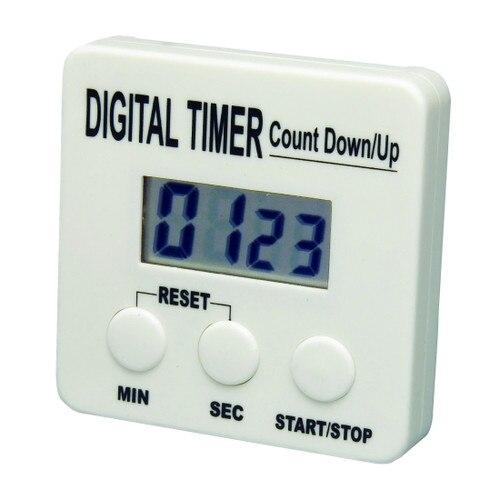 DIGITAL TIMER Count Down/Up
0123
RESET
MIN SEC START/STOP